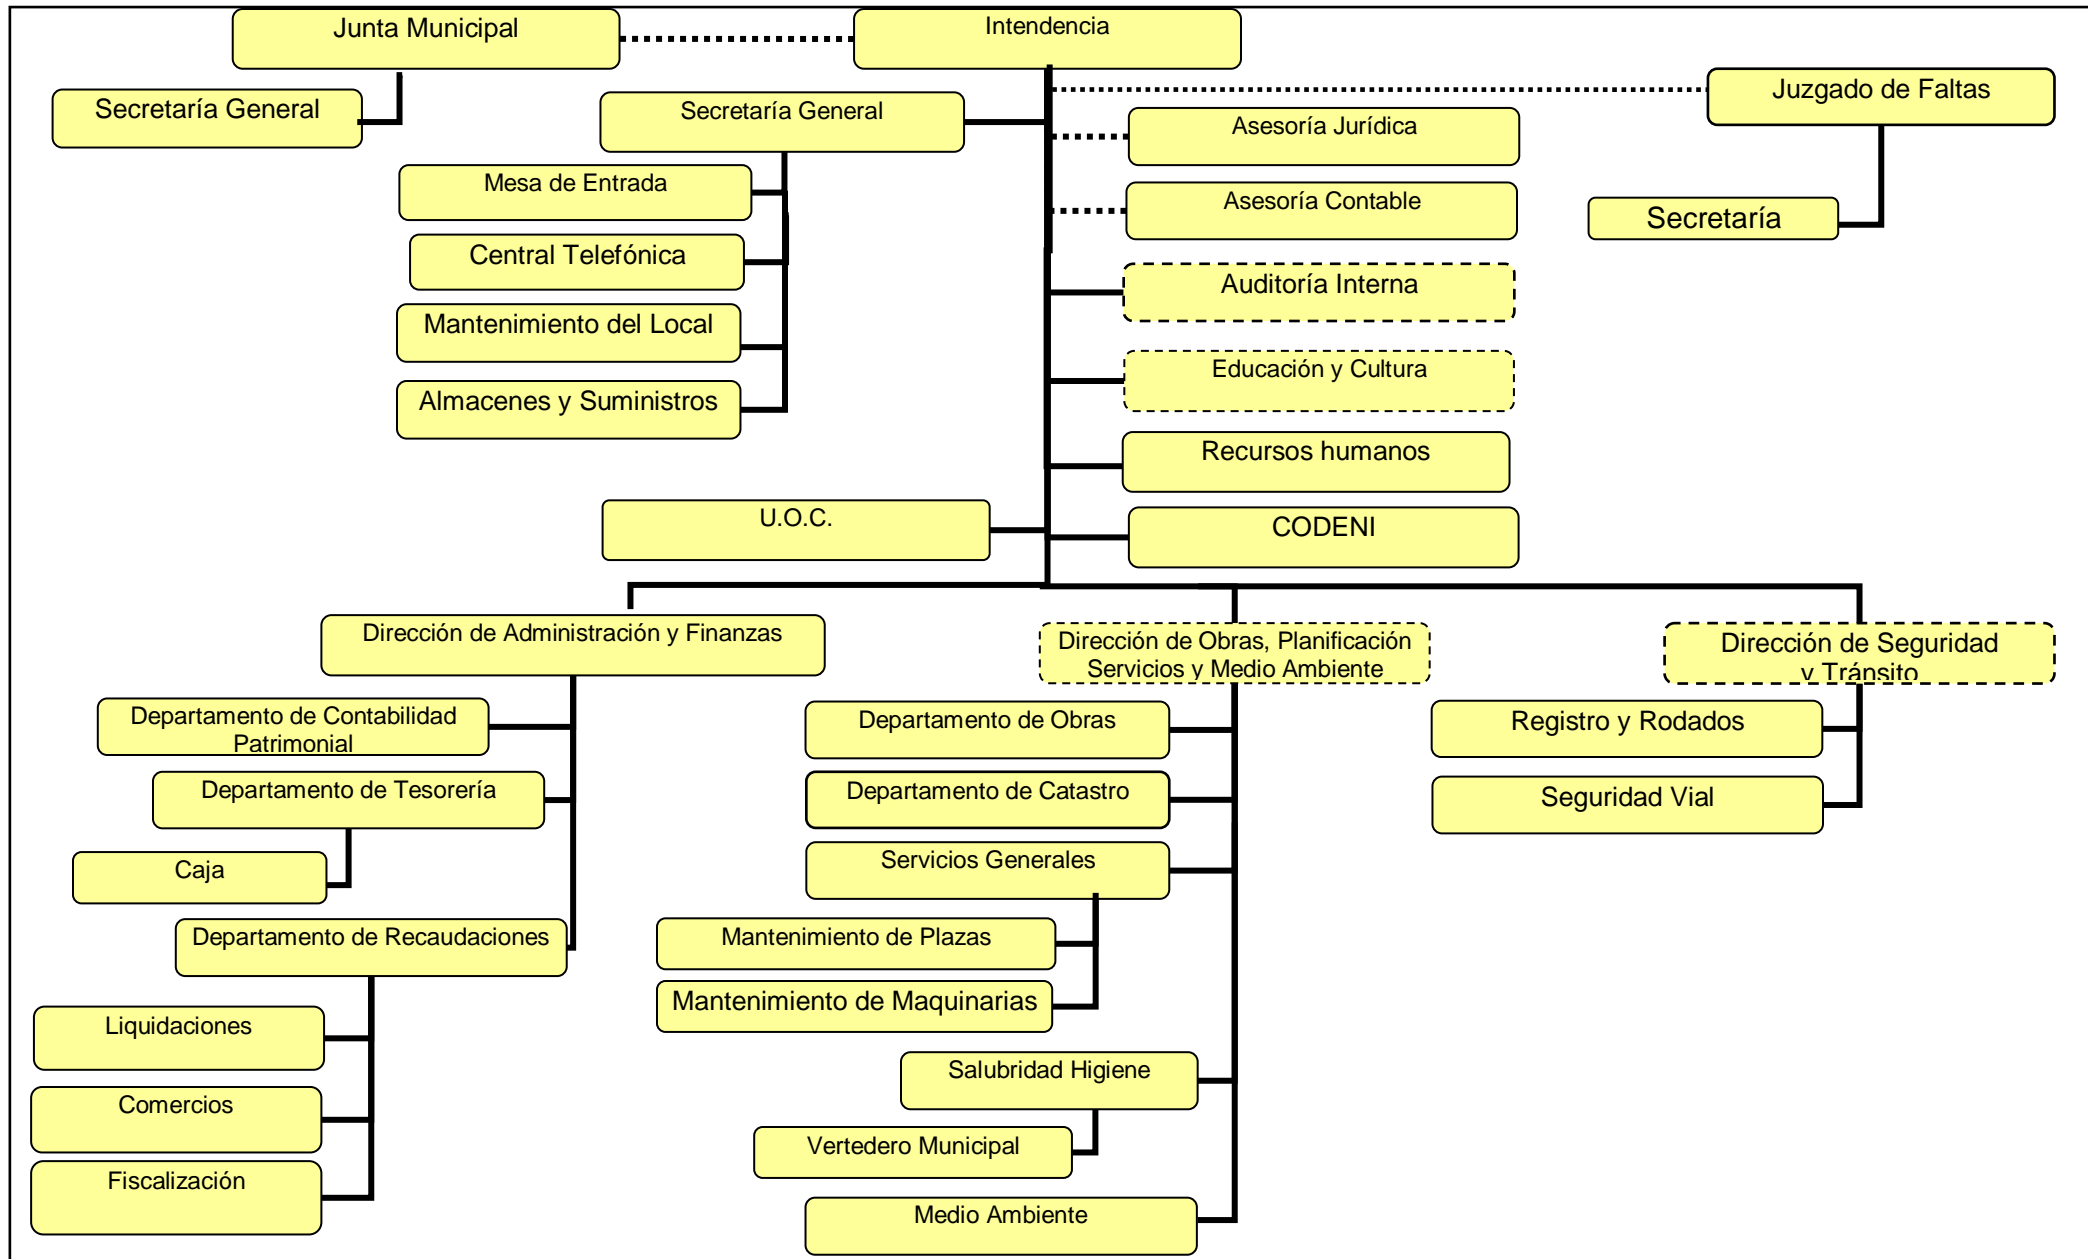 Junta Municipal
Intendencia
Secretaría General
Secretaría General
Juzgado de Faltas
Asesoría Jurídica
Mesa de Entrada
Asesoría Contable
Secretaría
Central Telefónica
Auditoría Interna
Mantenimiento del Local
Educación y Cultura
Almacenes y Suministros
Recursos humanos
U.O.C.
CODENI
Dirección de Administración y Finanzas
Dirección de Obras, Planificación
Servicios y Medio Ambiente
Dirección de Seguridad
y Tránsito
Departamento de Contabilidad
Patrimonial
Departamento de Obras
Registro y Rodados
Departamento de Tesorería
Departamento de Catastro
Seguridad Vial
Caja
Servicios Generales
Departamento de Recaudaciones
Mantenimiento de Plazas
Mantenimiento de Maquinarias
Liquidaciones
Salubridad Higiene
Comercios
Vertedero Municipal
Fiscalización
Medio Ambiente